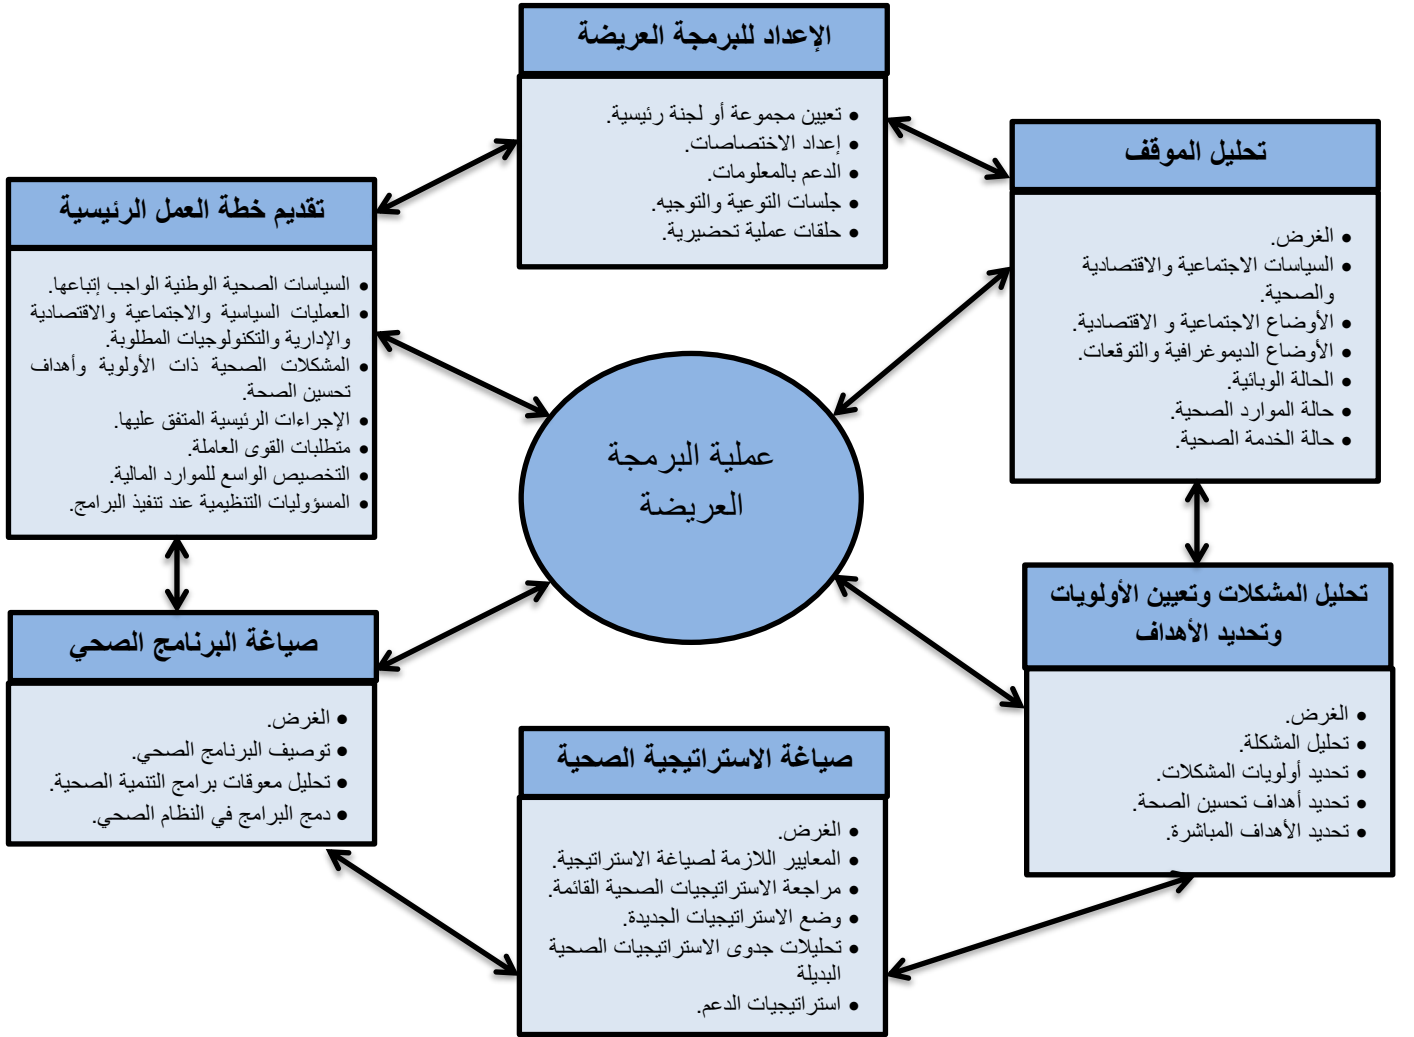 الإعداد للبرمجة العريضة
• تعيين مجموعة أو لجنة رئيسية.
• إعداد الاختصاصات.
• الدعم بالمعلومات.
• جلسات التوعية والتوجيه.
• حلقات عملية تحضيرية.
تحليل الموقف
• الغرض.
• السياسات الاجتماعية والاقتصادية
والصحية.
• الأوضاع الاجتماعية و الاقتصادية.
• الأوضاع الديموغرافية والتوقعات.
• الحالة الوبائية.
• حالة الموارد الصحية.
• حالة الخدمة الصحية.
تحليل المشكلات وتعيين الأولويات
وتحديد الأهداف
• الغرض.
• تحليل المشكلة.
• تحديد أولويات المشكلات.
• تحديد أهداف تحسين الصحة.
• تحديد الأهداف المباشرة.
صياغة الاستراتيجية الصحية
• الغرض.
• المعايير اللازمة لصياغة الاستراتيجية.
• مراجعة الاستراتيجيات الصحية القائمة.
• وضع الاستراتيجيات الجديدة.
• تحليلات جدوى الاستراتيجيات الصحية
البديلة
• استراتيجيات الدعم.
صياغة البرنامج الصحي
• الغرض.
• توصيف البرنامج الصحي.
• تحليل معوقات برامج التنمية الصحية.
• دمج البرامج في النظام الصحي.
تقديم خطة العمل الرئيسية
• السياسات الصحية الوطنية الواجب إتباعها.
• العمليات السياسية والاجتماعية والاقتصادية
والإدارية والتكنولوجيات المطلوبة.
• المشكلات الصحية ذات الأولوية وأهداف
تحسين الصحة.
• الإجراءات الرئيسية المتفق عليها.
• متطلبات القوى العاملة.
• التخصيص الواسع للموارد المالية.
• المسؤوليات التنظيمية عند تنفيذ البرامج.
عملية البرمجة
العريضة